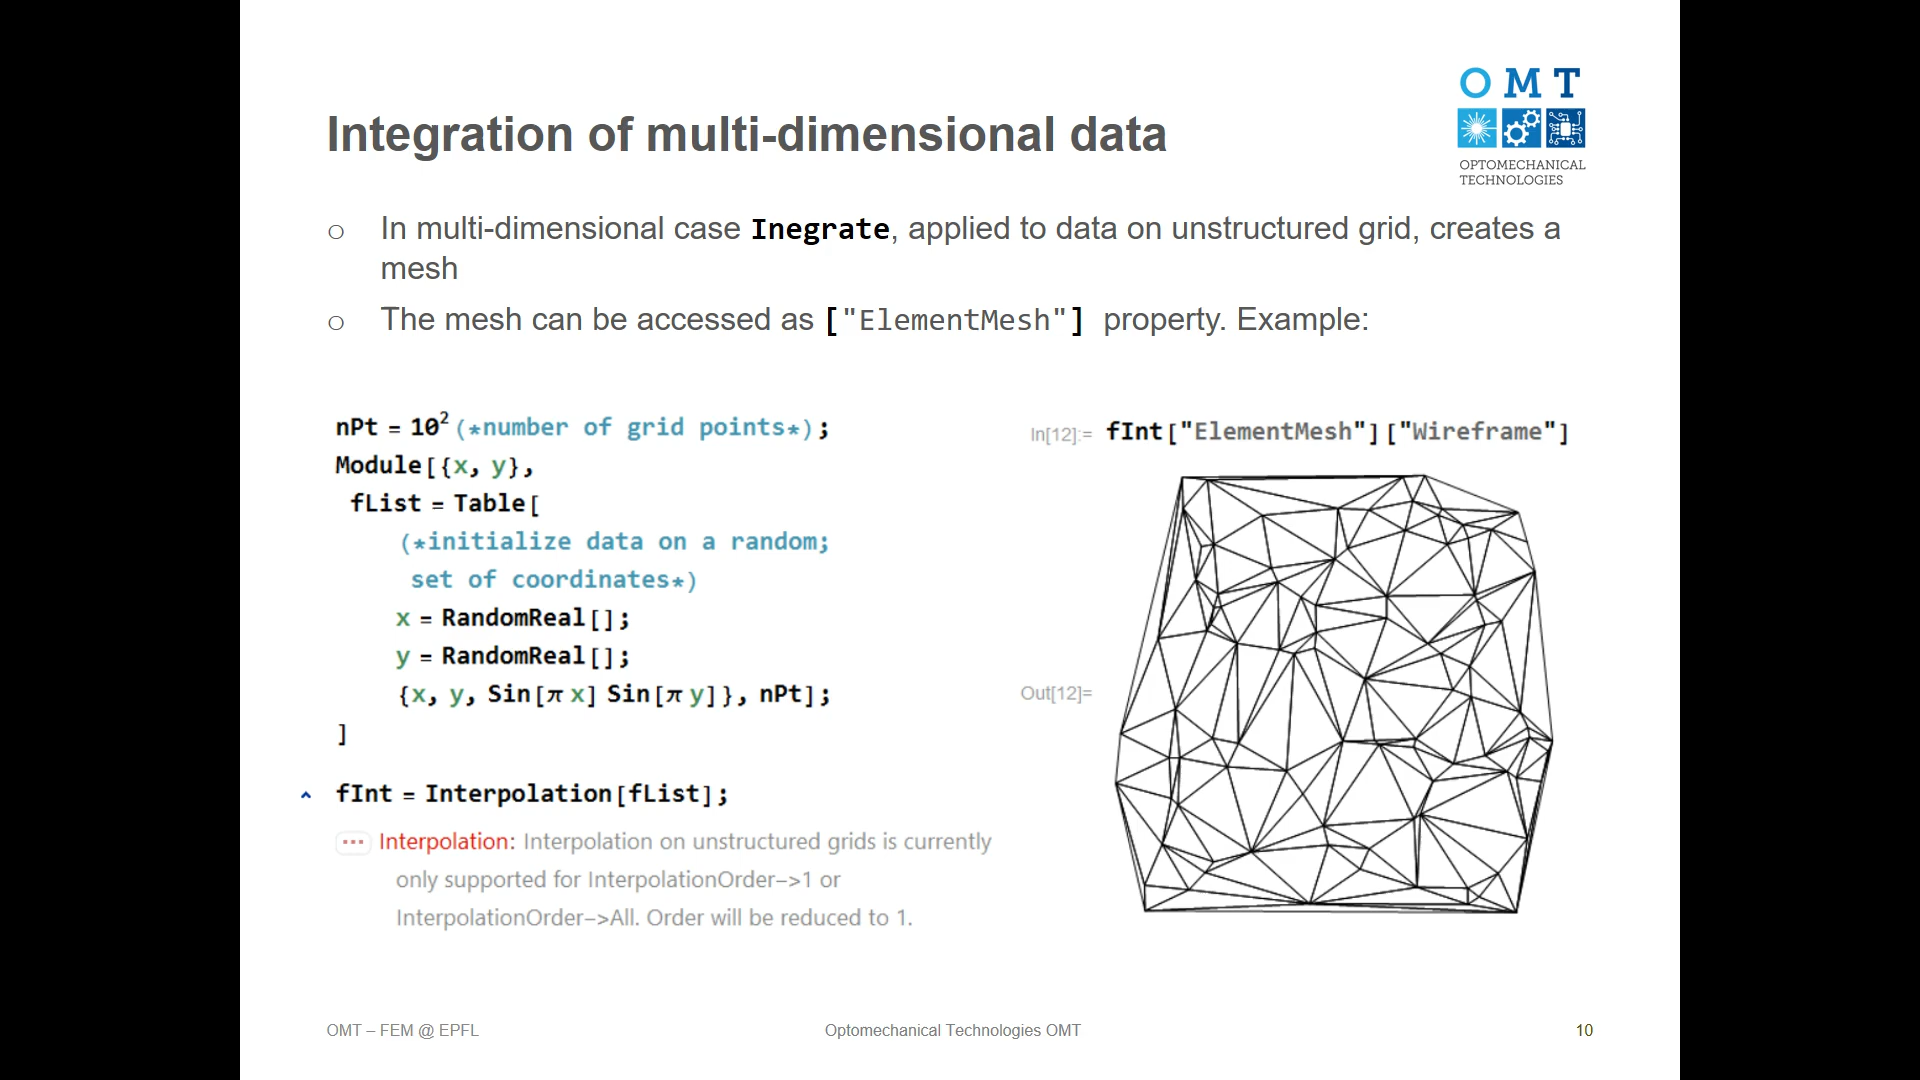 OMT
OPTOMECHANICAL
TECHNOLOGIES
Integration of multi-dimensional data
○ In multi-dimensional case Inegrate, applied to data on unstructured grid, creates a
mesh
○ The mesh can be accessed as ["ElementMesh"] property. Example:
nPt = 10² (*number of grid points*);
Module[{x, y},
fList = Table[
(*initialize data on a random;
set of coordinates*)
x = RandomReal[];
y = RandomReal[];
{x, y, Sin[π x] Sin[π y]}, nPt];
]
fInt = Interpolation[fList];
Interpolation: Interpolation on unstructured grids is currently
only supported for InterpolationOrder->1 or
InterpolationOrder->All. Order will be reduced to 1.
In[12]:= fInt["ElementMesh"]["Wireframe"]
Out[12]=
OMT – FEM @ EPFL
Optomechanical Technologies OMT
10